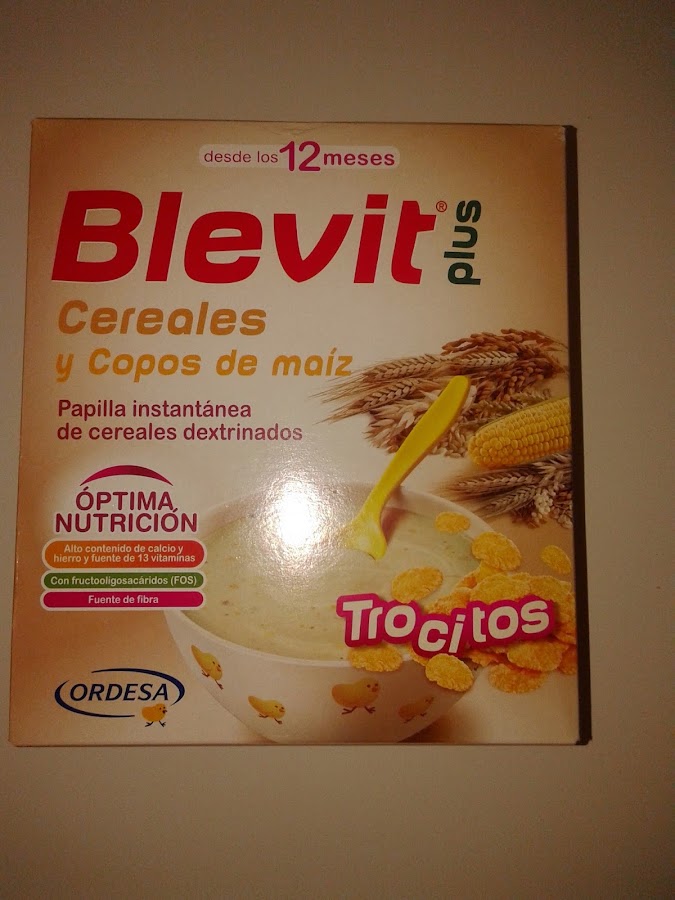 desde los 12 meses
Blevit® plus
Cereales
y Copos de maíz
Papilla instantánea
de cereales dextrinados
ÓPTIMA
NUTRICIÓN
Alto contenido de calcio y
hierro y fuente de 13 vitaminas
Con fructooligosacáridos (FOS)
Fuente de fibra
Trocitos
ORDESA